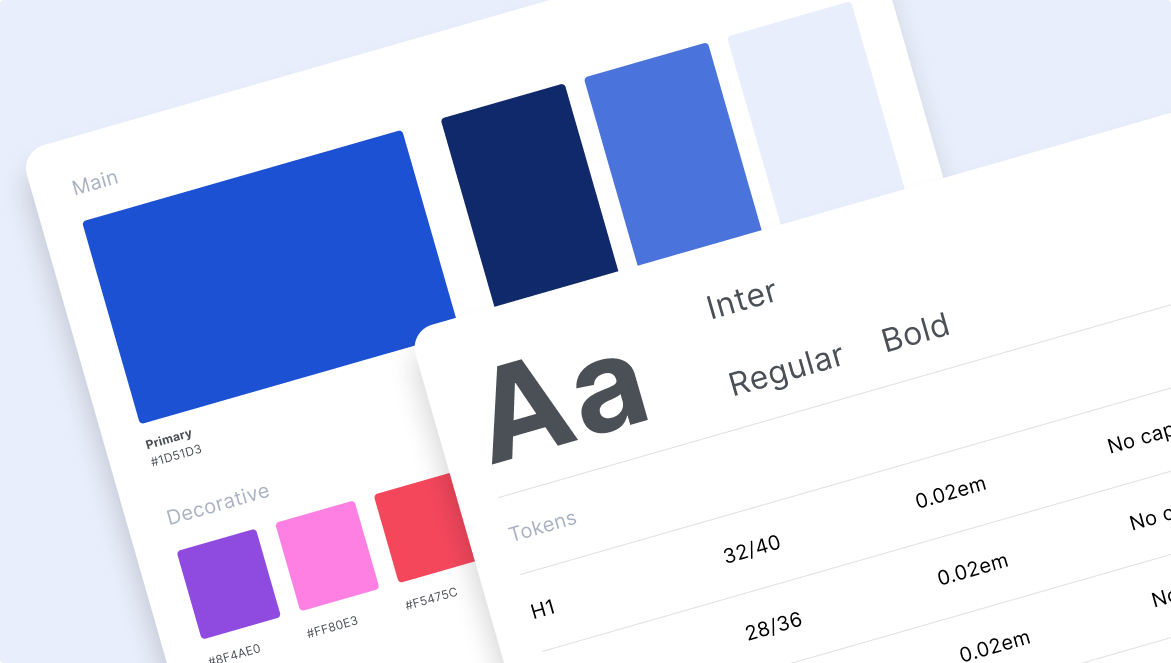 Main
Primary
#1D51D3
Decorative
#8F4AE0
#FF80E3
#F5475C
Aa
Inter
Regular Bold
Tokens
H1 32/40 0.02em No cap
28/36 0.02em No c
0.02em No